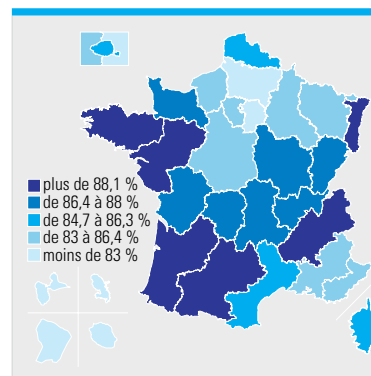 plus de 88,1 %
de 86,4 à 88 %
de 84,7 à 86,3 %
de 83 à 86,4 %
moins de 83 %